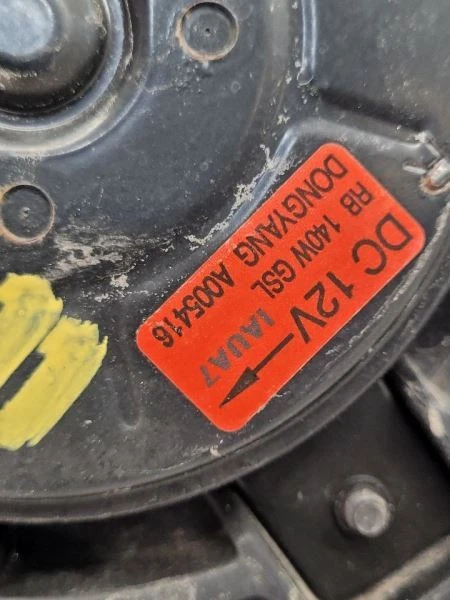 DC 12V
RB 140W GSL IAUA7
DONGYANG A005416